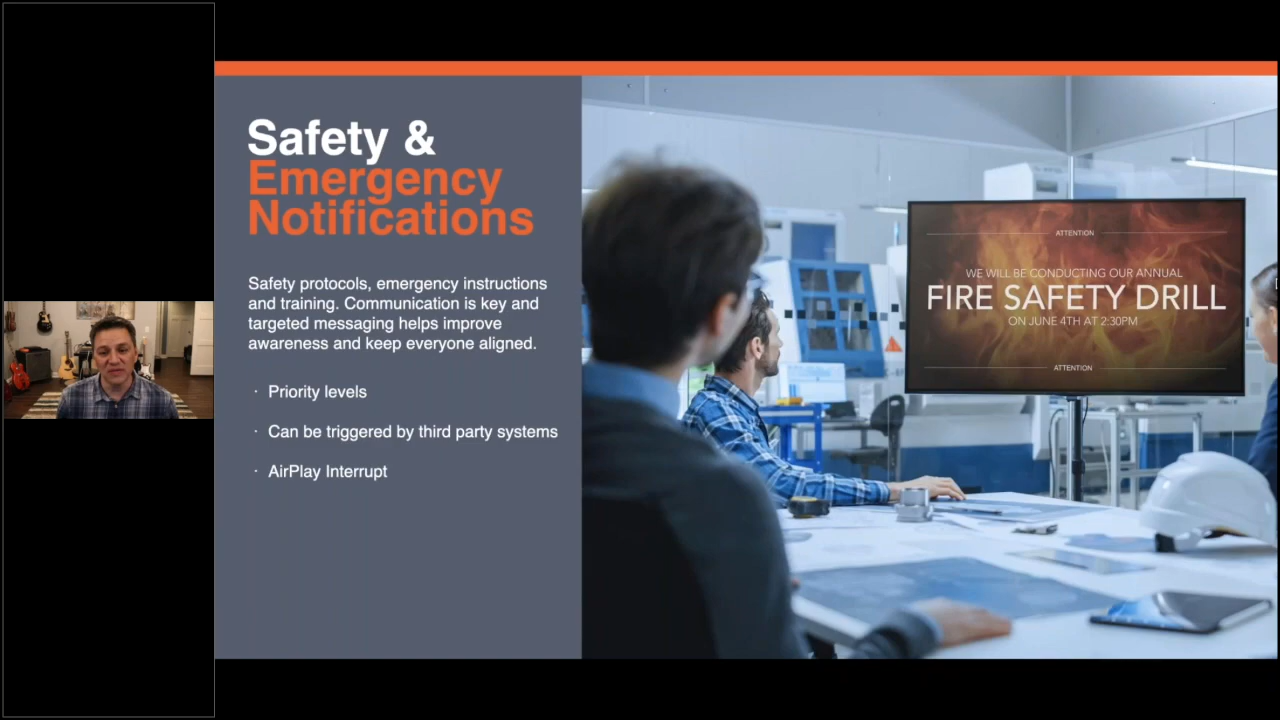 Safety &
Emergency
Notifications
Safety protocols, emergency instructions
and training. Communication is key and
targeted messaging helps improve
awareness and keep everyone aligned.
· Priority levels
· Can be triggered by third party systems
· AirPlay Interrupt
ATTENTION
WE WILL BE CONDUCTING OUR ANNUAL
FIRE SAFETY DRILL
ON JUNE 4TH AT 2:30PM
ATTENTION